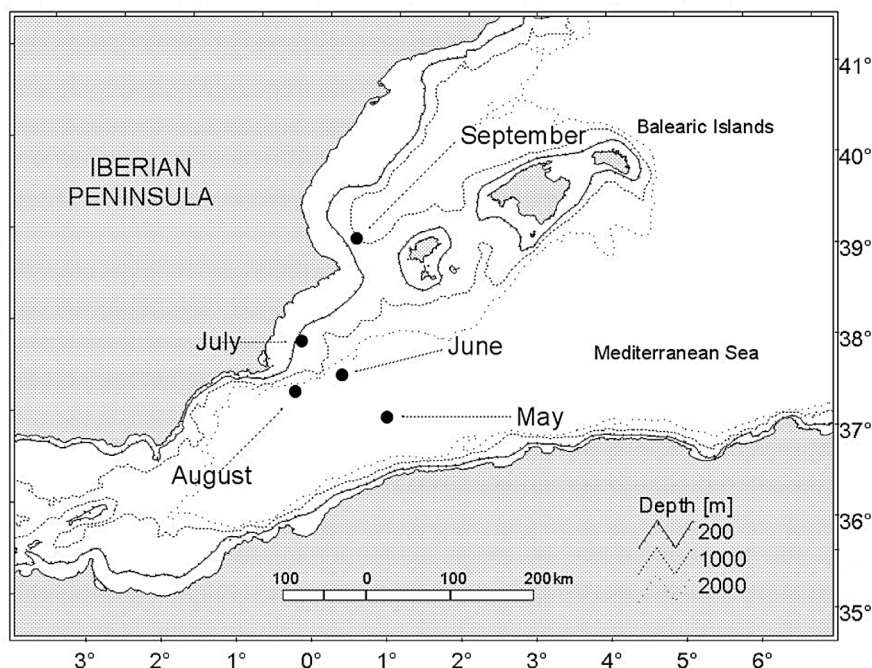 41°
September
Balearic Islands
IBERIAN
PENINSULA
40°
39°
July
June
38°
Mediterranean Sea
May
37°
August
Depth [m]
200
1000
2000
36°
100 0 100 200 km
35°
3° 2° 1° 0° 1° 2° 3° 4° 5° 6°